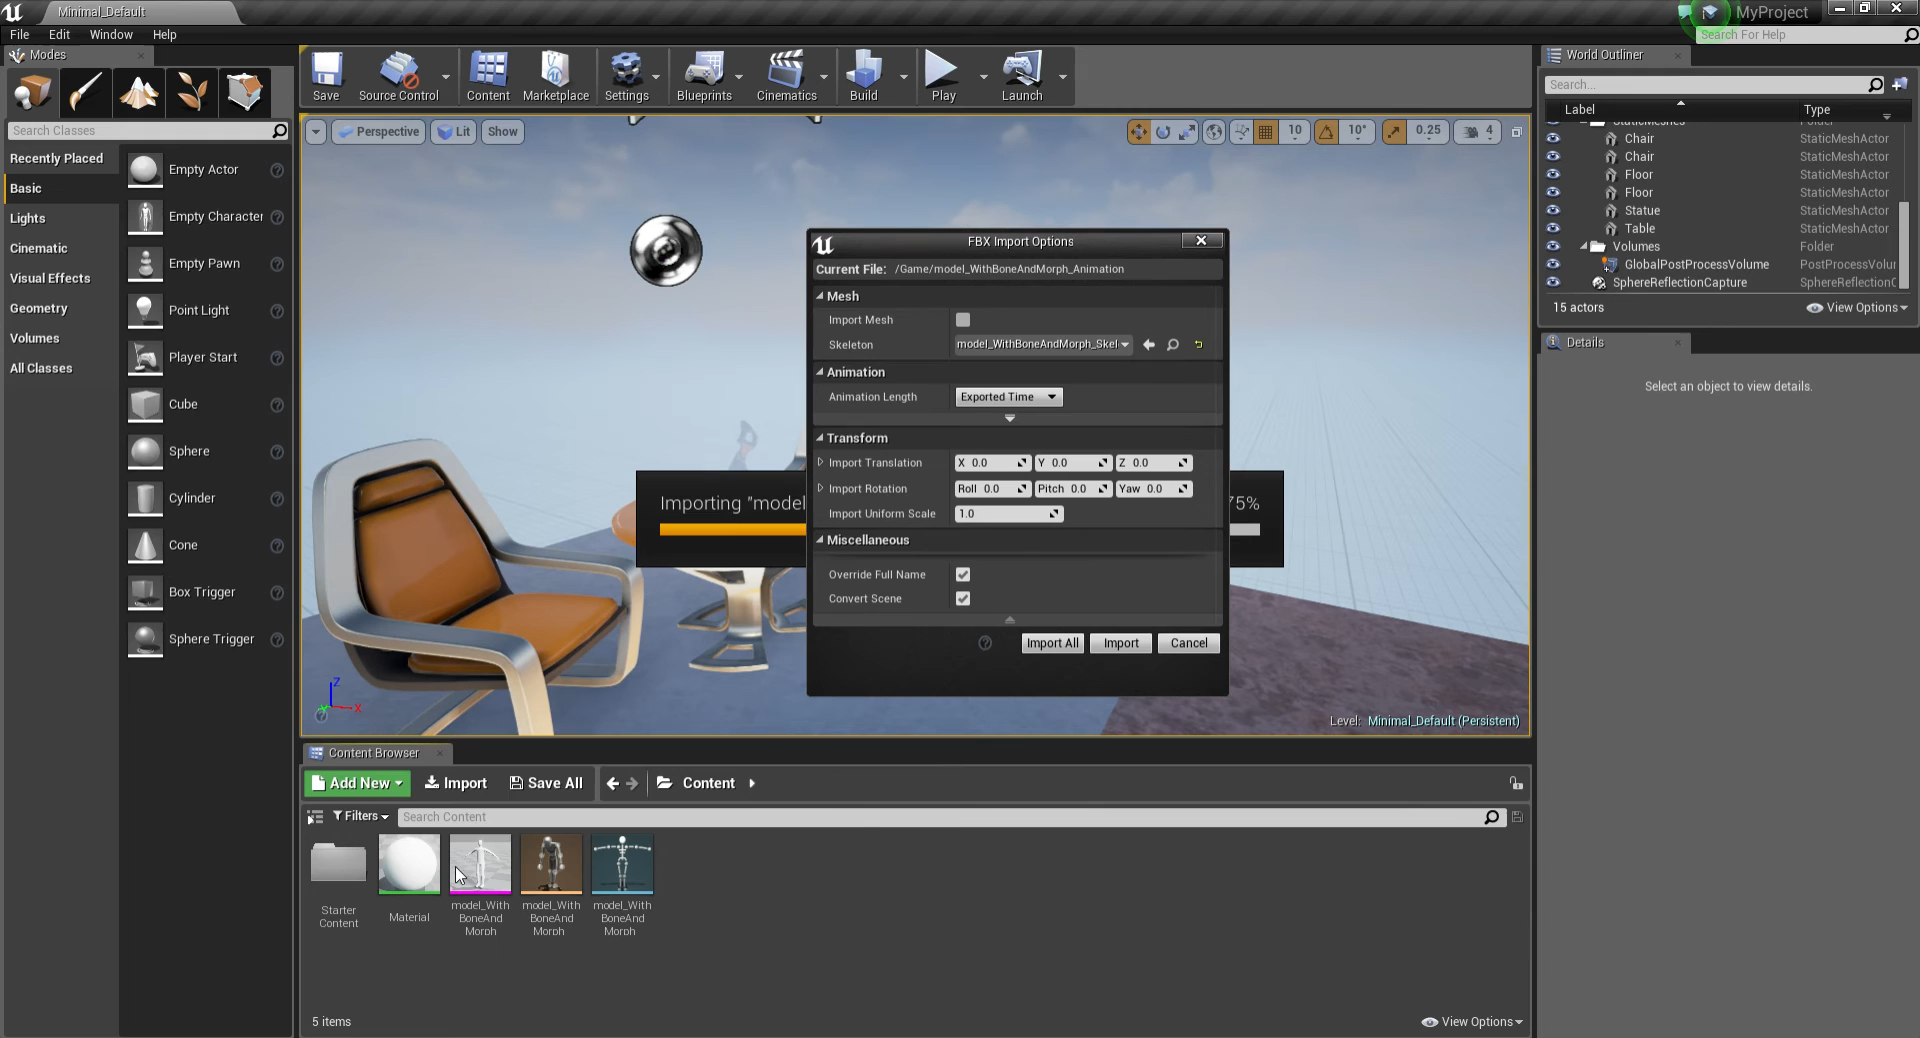 Minimal_Default
MyProject
File Edit Window Help
Search For Help
Modes
Search Classes
Recently Placed
Basic
Lights
Cinematic
Visual Effects
Geometry
Volumes
All Classes
Empty Actor
Empty Character
Empty Pawn
Point Light
Player Start
Cube
Sphere
Cylinder
Cone
Box Trigger
Sphere Trigger
Save Source Control Content Marketplace Settings Blueprints Cinematics Build Play Launch
Perspective Lit Show
10 10° 0.25 4
FBX Import Options
Current File: /Game/model_WithBoneAndMorph_Animation
Mesh
Import Mesh
Skeleton model_WithBoneAndMorph_Skel
Animation
Animation Length Exported Time
Transform
Import Translation X 0.0 Y 0.0 Z 0.0
Import Rotation Roll 0.0 Pitch 0.0 Yaw 0.0
Import Uniform Scale 1.0
Miscellaneous
Override Full Name
Convert Scene
Import All Import Cancel
Importing "model
75%
Level: Minimal_Default (Persistent)
World Outliner
Search...
Label Type
StaticMeshes Folder
Chair StaticMeshActor
Chair StaticMeshActor
Floor StaticMeshActor
Floor StaticMeshActor
Statue StaticMeshActor
Table StaticMeshActor
Volumes Folder
GlobalPostProcessVolume PostProcessVolur
SphereReflectionCapture SphereReflectionC
15 actors View Options
Details
Select an object to view details.
Content Browser
Add New Import Save All Content
Filters Search Content
Starter
Content
Material
model_With
BoneAnd
Morph
model_With
BoneAnd
Morph
model_With
BoneAnd
Morph
5 items View Options